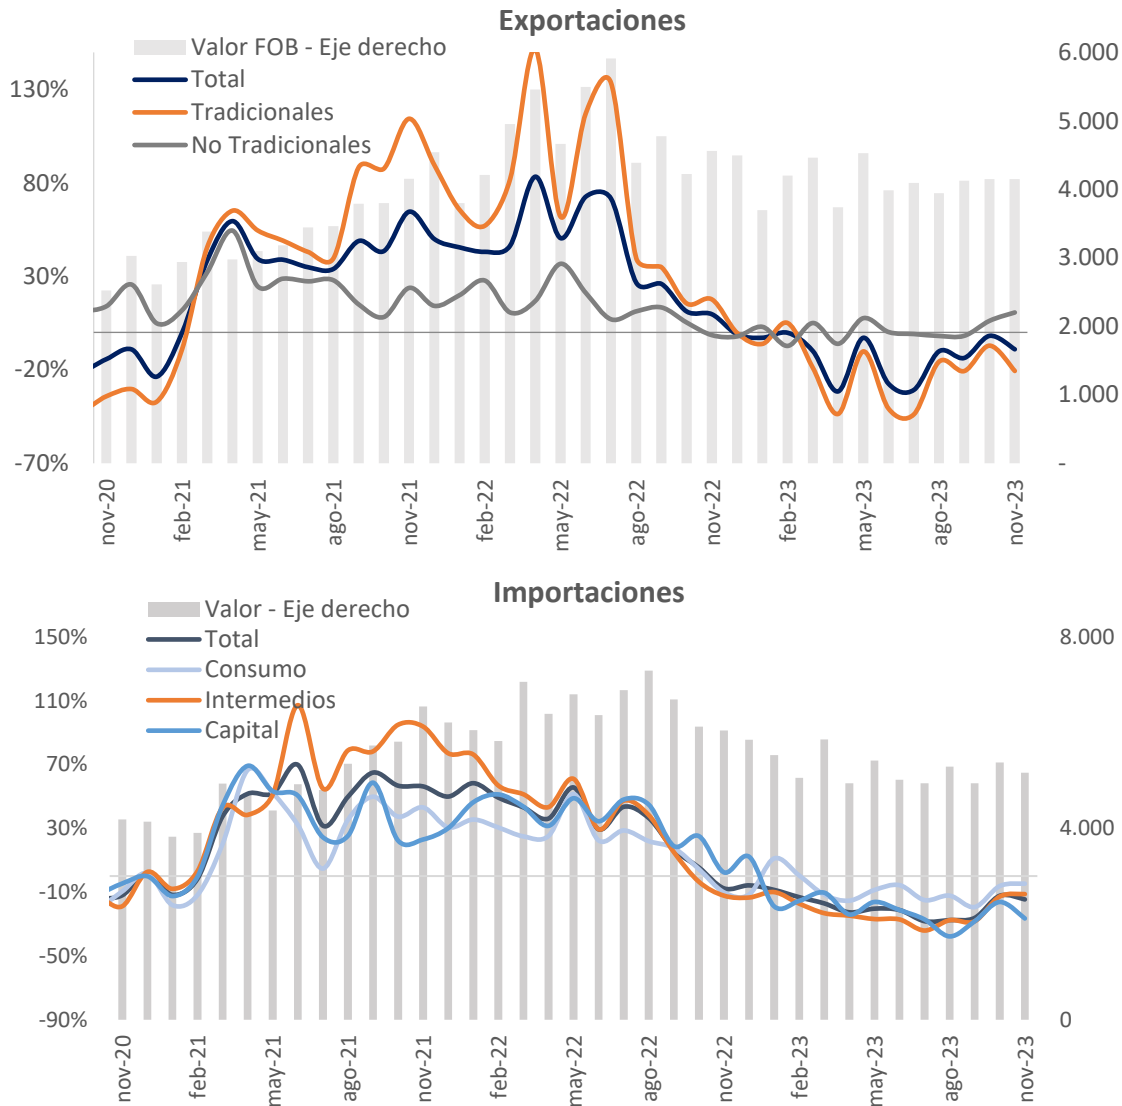 Exportaciones
Valor FOB - Eje derecho
Total
Tradicionales
No Tradicionales
130%
80%
30%
-20%
-70%
6.000
5.000
4.000
3.000
2.000
1.000
-
nov-20
feb-21
may-21
ago-21
nov-21
feb-22
may-22
ago-22
nov-22
feb-23
may-23
ago-23
nov-23
Importaciones
Valor - Eje derecho
Total
Consumo
Intermedios
Capital
150%
110%
70%
30%
-10%
-50%
-90%
8.000
4.000
0
nov-20
feb-21
may-21
ago-21
nov-21
feb-22
may-22
ago-22
nov-22
feb-23
may-23
ago-23
nov-23